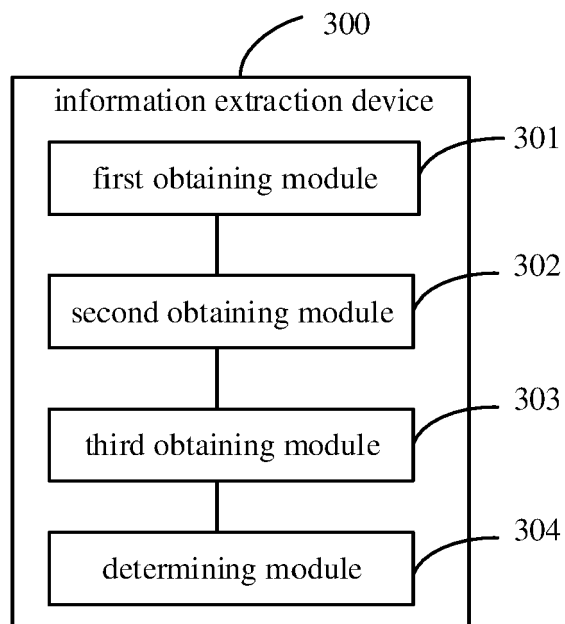 300
information extraction device
301
first obtaining module
302
second obtaining module
303
third obtaining module
304
determining module